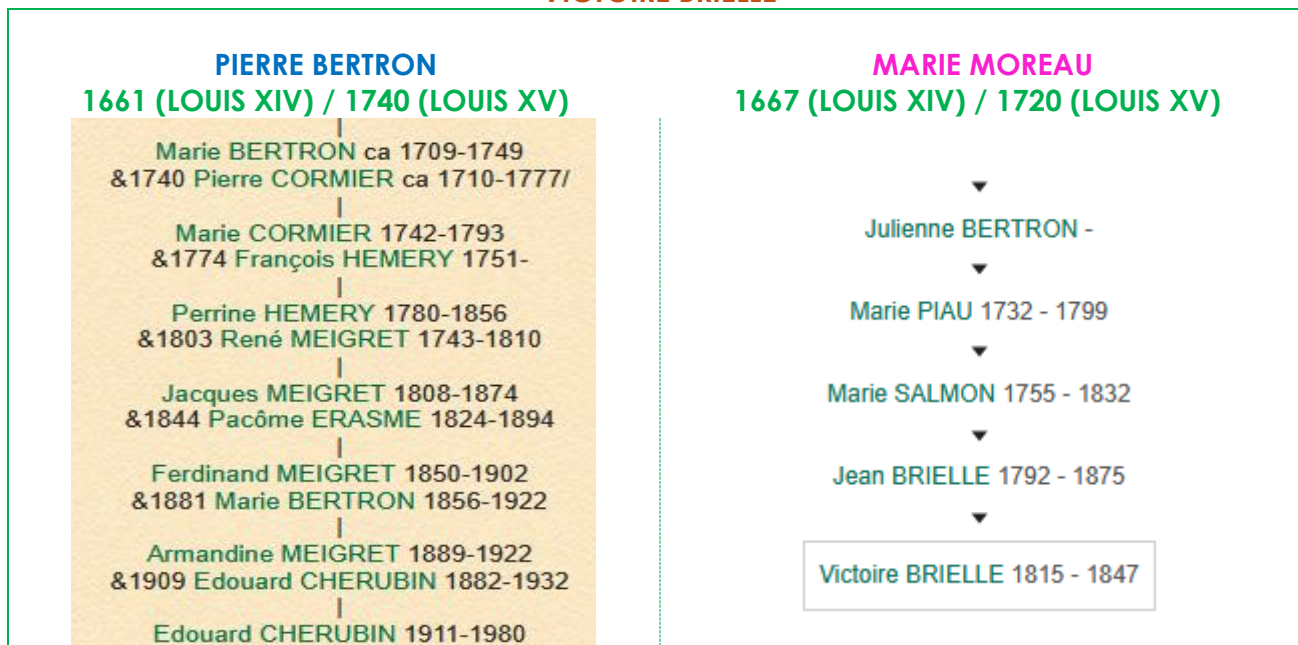 VICTOIRE BRIELLE
PIERRE BERTRON
1661 (LOUIS XIV) / 1740 (LOUIS XV)
Marie BERTRON ca 1709-1749
&1740 Pierre CORMIER ca 1710-1777/
Marie CORMIER 1742-1793
&1774 François HEMERY 1751-
Perrine HEMERY 1780-1856
&1803 René MEIGRET 1743-1810
Jacques MEIGRET 1808-1874
&1844 Pacôme ERASME 1824-1894
Ferdinand MEIGRET 1850-1902
&1881 Marie BERTRON 1856-1922
Armandine MEIGRET 1889-1922
&1909 Edouard CHERUBIN 1882-1932
Edouard CHERUBIN 1911-1980
MARIE MOREAU
1667 (LOUIS XIV) / 1720 (LOUIS XV)
Julienne BERTRON -
Marie PIAU 1732 - 1799
Marie SALMON 1755 - 1832
Jean BRIELLE 1792 - 1875
Victoire BRIELLE 1815 - 1847